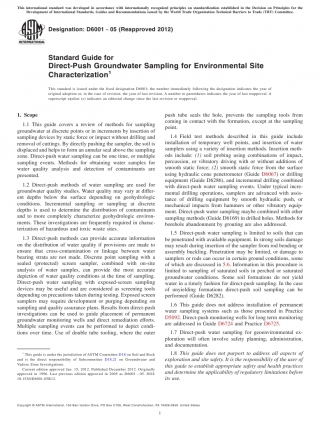 This international standard was developed in accordance with internationally recognized principles on standardization established in the Decision on Principles for the
Development of International Standards, Guides and Recommendations issued by the World Trade Organization Technical Barriers to Trade (TBT) Committee.
Designation: D6001 − 05 (Reapproved 2012)
Standard Guide for
Direct-Push Groundwater Sampling for Environmental Site
Characterization1
This standard is issued under the fixed designation D6001; the number immediately following the designation indicates the year of
original adoption or, in the case of revision, the year of last revision. A number in parentheses indicates the year of last reapproval. A
superscript epsilon (ε) indicates an editorial change since the last revision or reapproval.
1. Scope
1.1 This guide covers a review of methods for sampling
groundwater at discrete points or in increments by insertion of
sampling devices by static force or impact without drilling and
removal of cuttings. By directly pushing the sampler, the soil is
displaced and helps to form an annular seal above the sampling
zone. Direct-push water sampling can be one time, or multiple
sampling events. Methods for obtaining water samples for
water quality analysis and detection of contaminants are
presented.
1.2 Direct-push methods of water sampling are used for
groundwater quality studies. Water quality may vary at differ-
ent depths below the surface depending on geohydrologic
conditions. Incremental sampling or sampling at discrete
depths is used to determine the distribution of contaminants
and to more completely characterize geohydrologic environ-
ments. These investigations are frequently required in charac-
terization of hazardous and toxic waste sites.
1.3 Direct-push methods can provide accurate information
on the distribution of water quality if provisions are made to
ensure that cross-contamination or linkage between water
bearing strata are not made. Discrete point sampling with a
sealed (protected) screen sampler, combined with on-site
analysis of water samples, can provide the most accurate
depiction of water quality conditions at the time of sampling.
Direct-push water sampling with exposed-screen sampling
devices may be useful and are considered as screening tools
depending on precautions taken during testing. Exposed screen
samplers may require development or purging depending on
sampling and quality assurance plans. Results from direct-push
investigations can be used to guide placement of permanent
groundwater monitoring wells and direct remediation efforts.
Multiple sampling events can be performed to depict condi-
tions over time. Use of double tube tooling, where the outer
push tube seals the hole, prevents the sampling tools from
coming in contact with the formation, except at the sampling
point.
1.4 Field test methods described in this guide include
installation of temporary well points, and insertion of water
samplers using a variety of insertion methods. Insertion meth-
ods include: (1) soil probing using combinations of impact,
percussion, or vibratory driving with or without additions of
smooth static force; (2) smooth static force from the surface
using hydraulic cone penetrometer (Guide D6067) or drilling
equipment (Guide D6286), and incremental drilling combined
with direct-push water sampling events. Under typical incre-
mental drilling operations, samplers are advanced with assis-
tance of drilling equipment by smooth hydraulic push, or
mechanical impacts from hammers or other vibratory equip-
ment. Direct-push water sampling maybe combined with other
sampling methods (Guide D6169) in drilled holes. Methods for
borehole abandonment by grouting are also addressed.
1.5 Direct-push water sampling is limited to soils that can
be penetrated with available equipment. In strong soils damage
may result during insertion of the sampler from rod bending or
assembly buckling. Penetration may be limited, or damage to
samplers or rods can occur in certain ground conditions, some
of which are discussed in 5.6. Information in this procedure is
limited to sampling of saturated soils in perched or saturated
groundwater conditions. Some soil formations do not yield
water in a timely fashion for direct-push sampling. In the case
of unyielding formations direct-push soil sampling can be
performed (Guide D6282).
1.6 This guide does not address installation of permanent
water sampling systems such as those presented in Practice
D5092. Direct-push monitoring wells for long term monitoring
are addressed in Guide D6724 and Practice D6725.
1.7 Direct-push water sampling for geoenvironmental ex-
ploration will often involve safety planning, administration,
and documentation.
1.8 This guide does not purport to address all aspects of
exploration and site safety. It is the responsibility of the user of
this guide to establish appropriate safety and health practices
and determine the applicability of regulatory limitations before
its use.
1 This guide is under the jurisdiction of ASTM Committee D18 on Soil and Rock
and is the direct responsibility of Subcommittee D18.21 on Groundwater and
Vadose Zone Investigations.
Copyright © ASTM International, 100 Barr Harbor Drive, PO Box C700, West Conshohocken, PA 19428-2959. United States
1